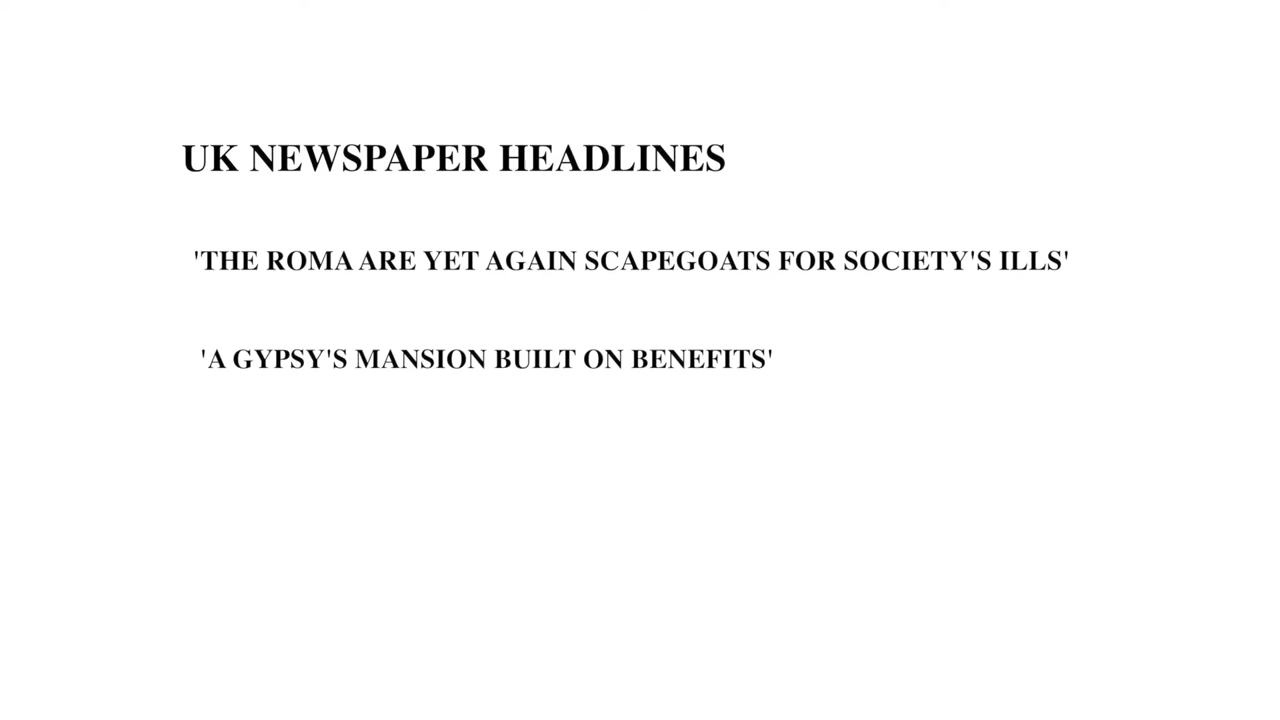 UK NEWSPAPER HEADLINES
'THE ROMA ARE YET AGAIN SCAPEGOATS FOR SOCIETY'S ILLS'
'A GYPSY'S MANSION BUILT ON BENEFITS'